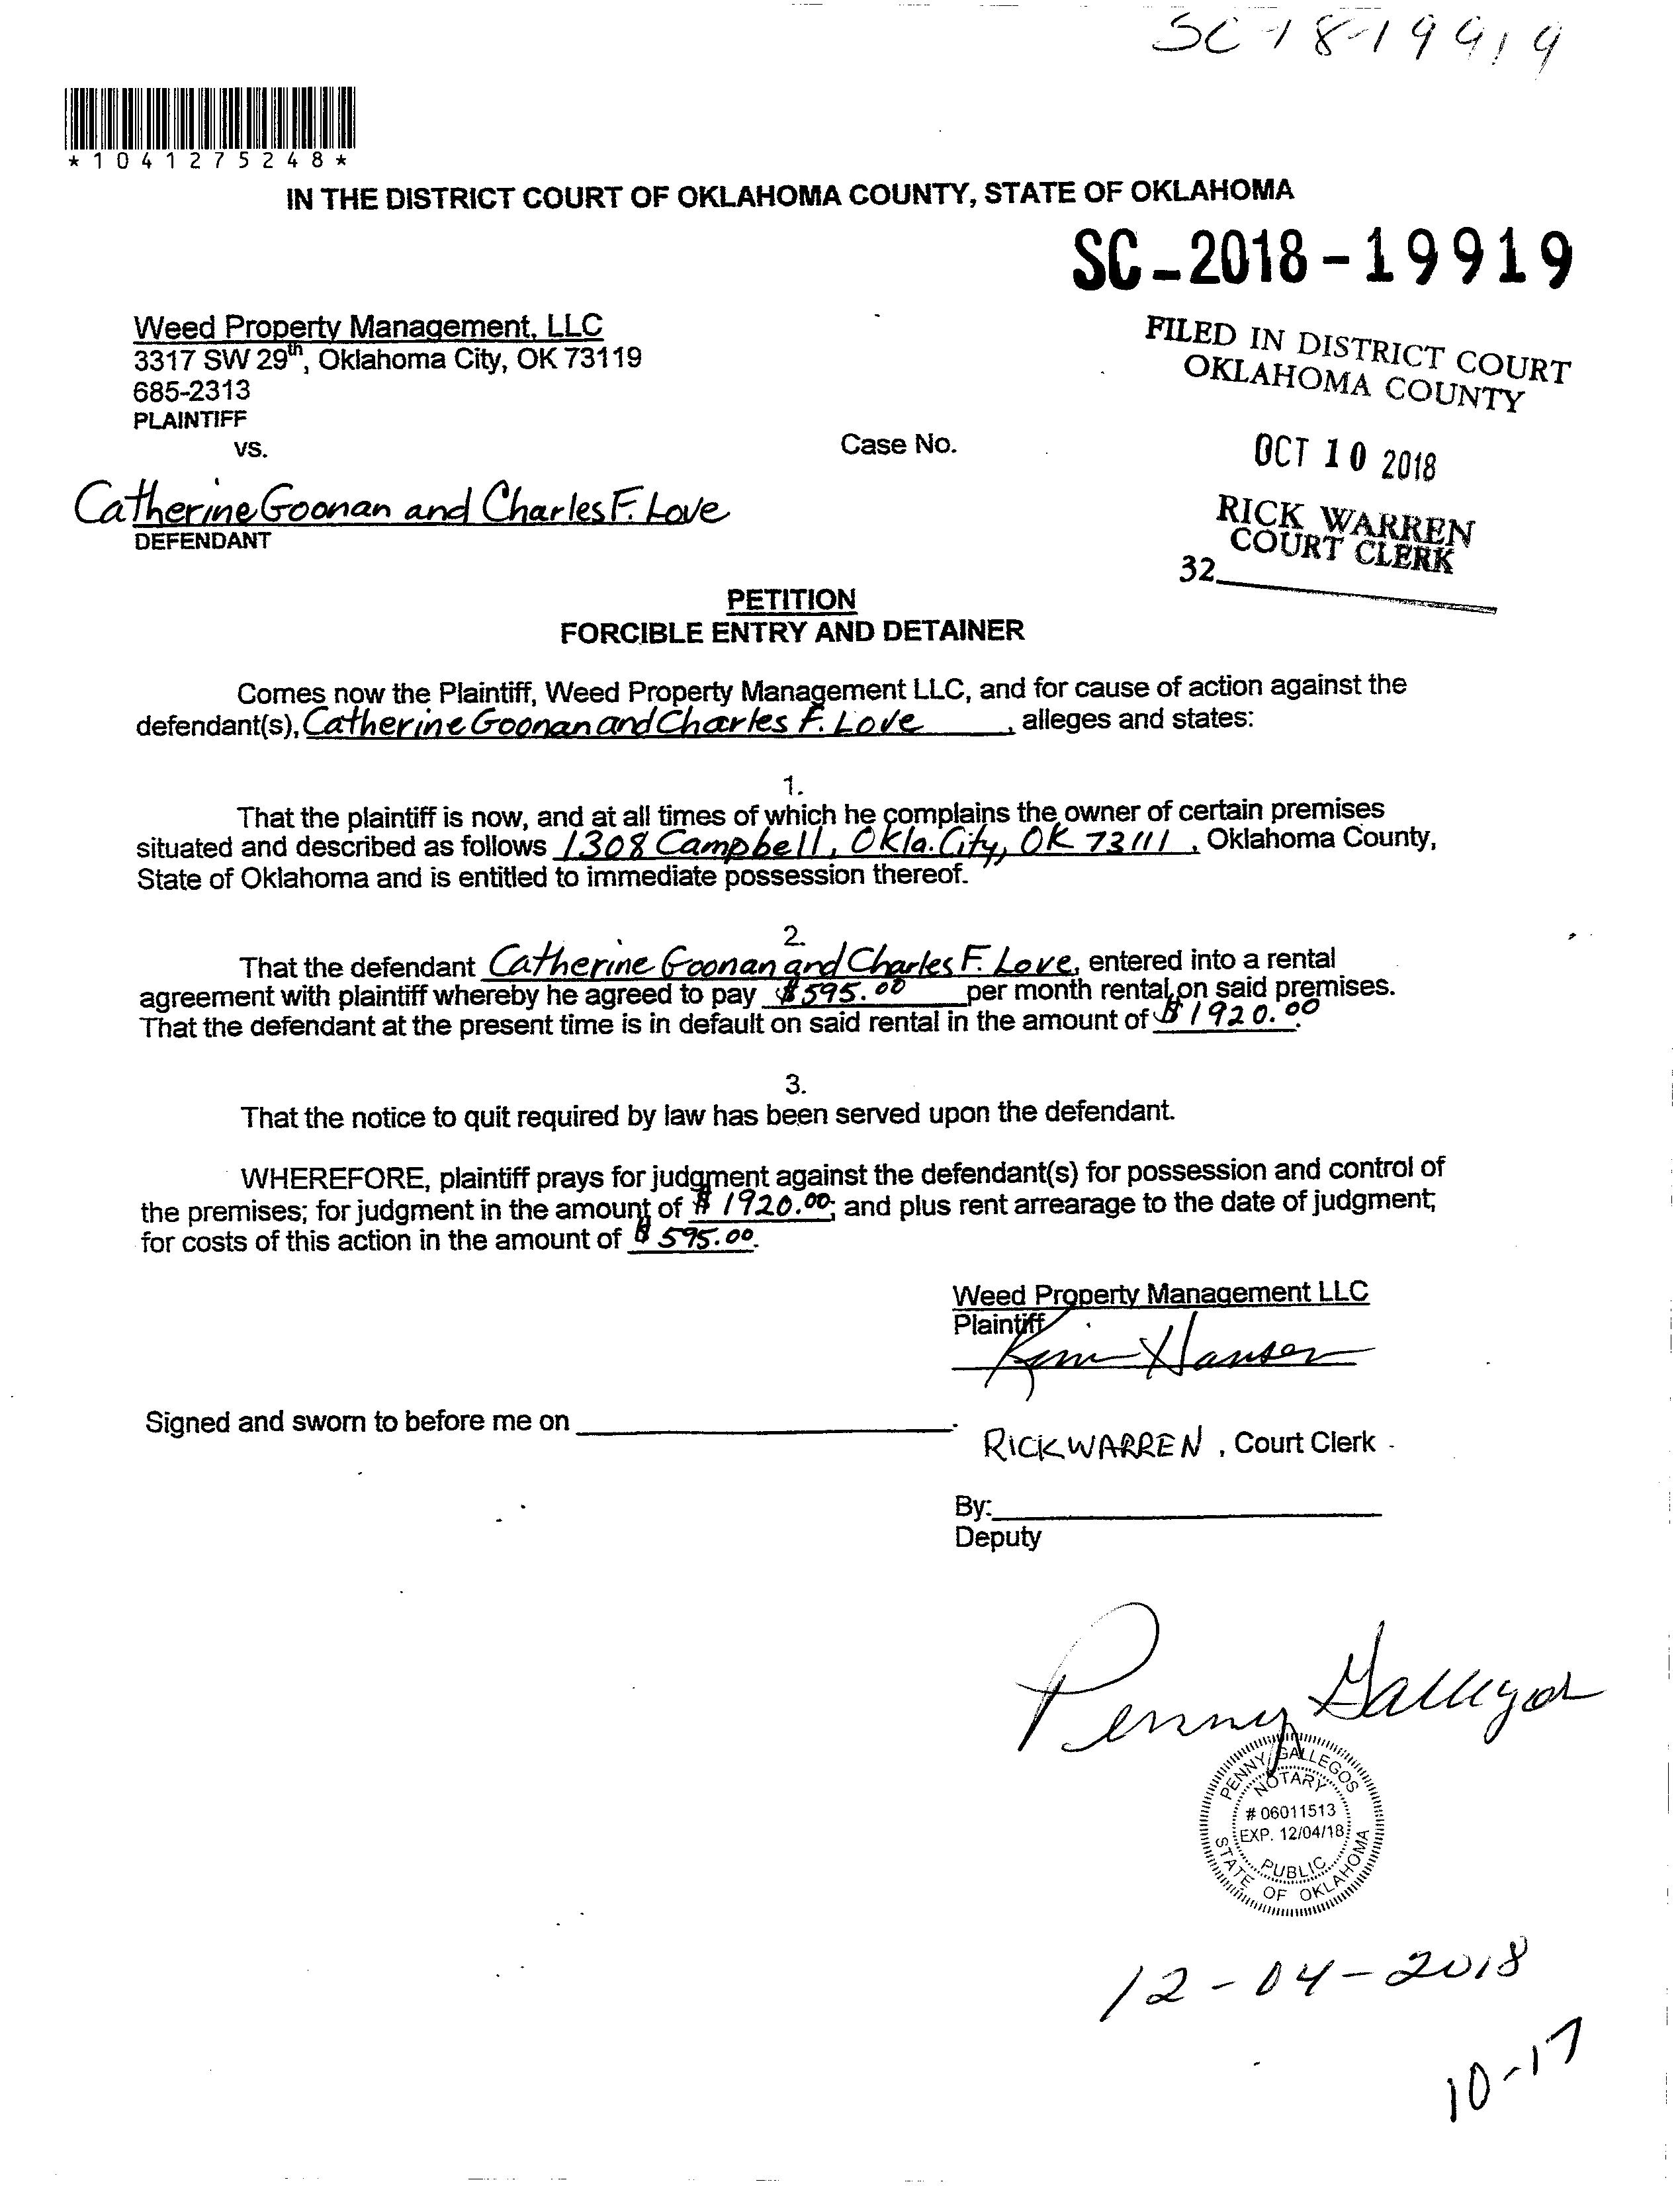 SC-18-19919
*1041275248*
IN THE DISTRICT COURT OF OKLAHOMA COUNTY, STATE OF OKLAHOMA
SC-2018-19919
Weed Property Management, LLC
3317 SW 29th, Oklahoma City, OK 73119
685-2313
PLAINTIFF
vs.
Case No.
FILED IN DISTRICT COURT
OKLAHOMA COUNTY
OCT 10 2018
RICK WARREN
COURT CLERK
32
Catherine Goonan and Charles F. Love
DEFENDANT
PETITION
FORCIBLE ENTRY AND DETAINER
Comes now the Plaintiff, Weed Property Management LLC, and for cause of action against the
defendant(s), Catherine Goonan and Charles F. Love, alleges and states:
1.
That the plaintiff is now, and at all times of which he complains the owner of certain premises
situated and described as follows 1308 Campbell, Okla. City, OK 73111, Oklahoma County,
State of Oklahoma and is entitled to immediate possession thereof.
2.
That the defendant Catherine Goonan and Charles F. Love, entered into a rental
agreement with plaintiff whereby he agreed to pay $595.00 per month rental on said premises.
That the defendant at the present time is in default on said rental in the amount of $1920.00.
3.
That the notice to quit required by law has been served upon the defendant.
WHEREFORE, plaintiff prays for judgment against the defendant(s) for possession and control of
the premises; for judgment in the amount of $1920.00; and plus rent arrearage to the date of judgment;
for costs of this action in the amount of $595.00.
Weed Property Management LLC
Plaintiff
Kim Hansen
Signed and sworn to before me on
RICK WARREN, Court Clerk
By:
Deputy
Penny Gallegos
PENNY GALLEGOS
NOTARY
# 06011513
EXP. 12/04/18
PUBLIC
STATE OF OKLAHOMA
12-04-2018
10-17